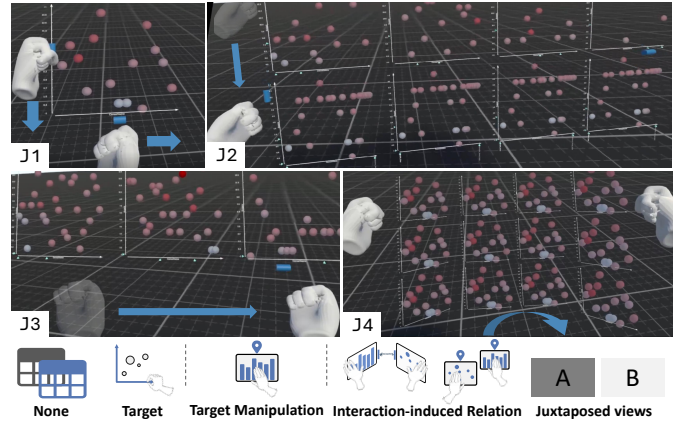 J1
J2
J3
J4
A B
None Target Target Manipulation Interaction-induced Relation Juxtaposed views